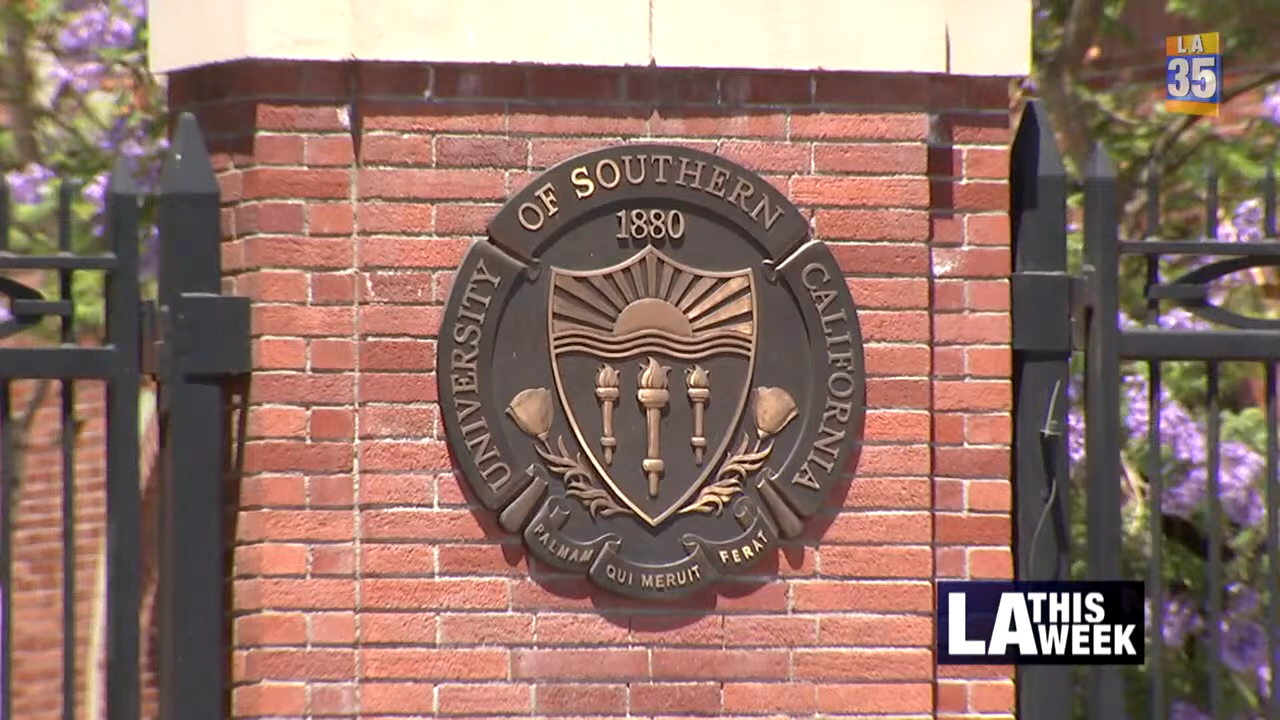 LA
35
UNIVERSITY
OF SOUTHERN
CALIFORNIA
1880
PALMAM
QUI MERUIT
FERAT
LA THIS
WEEK